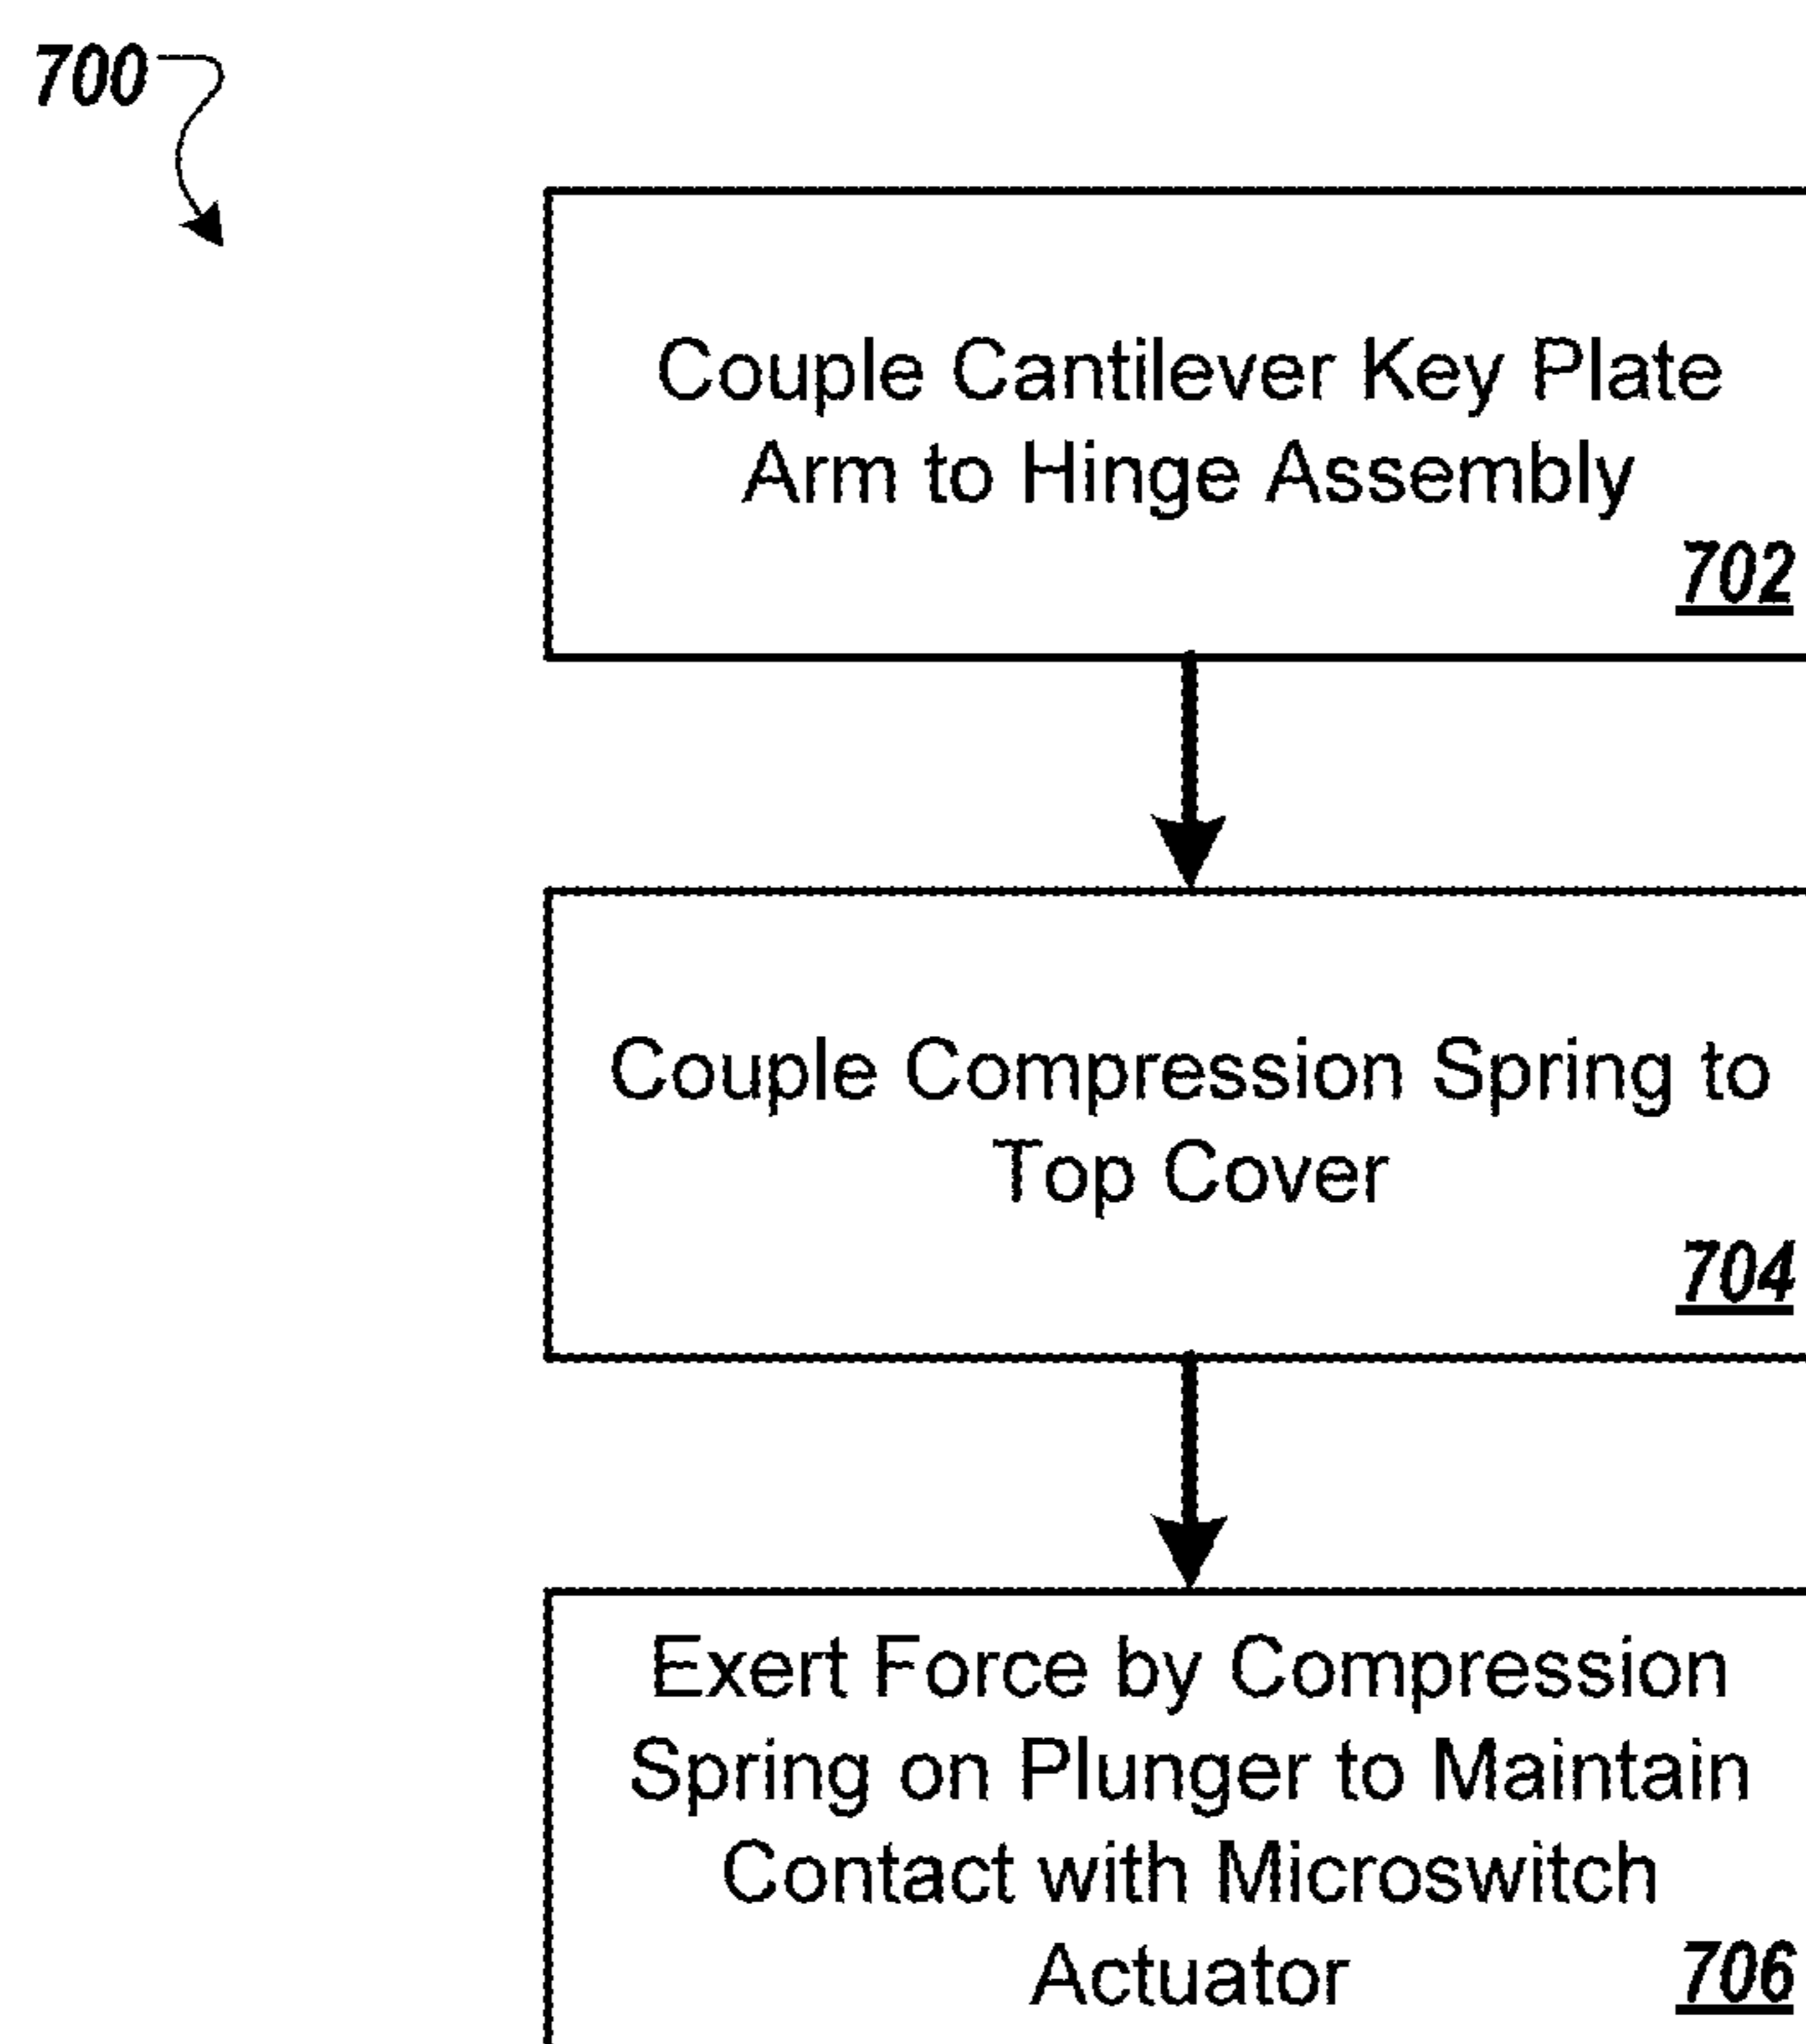 700
Couple Cantilever Key Plate
Arm to Hinge Assembly
702
Couple Compression Spring to
Top Cover
704
Exert Force by Compression
Spring on Plunger to Maintain
Contact with Microswitch
Actuator
706